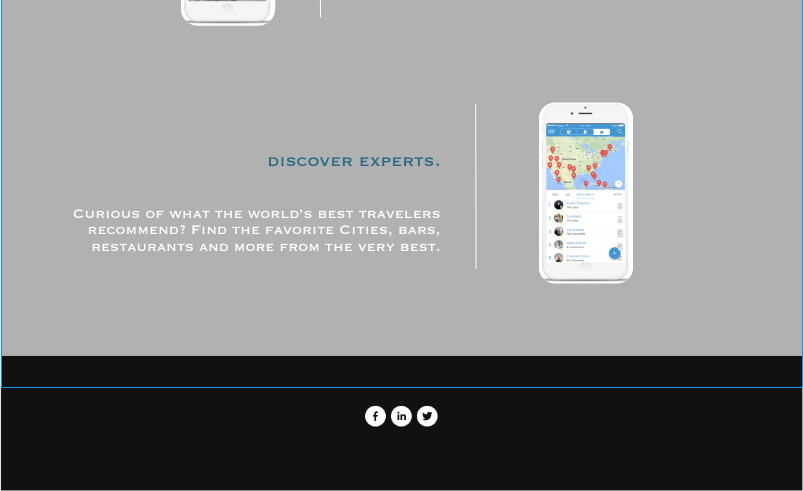 DISCOVER EXPERTS.
CURIOUS OF WHAT THE WORLD'S BEST TRAVELERS
RECOMMEND? FIND THE FAVORITE CITIES, BARS,
RESTAURANTS AND MORE FROM THE VERY BEST.